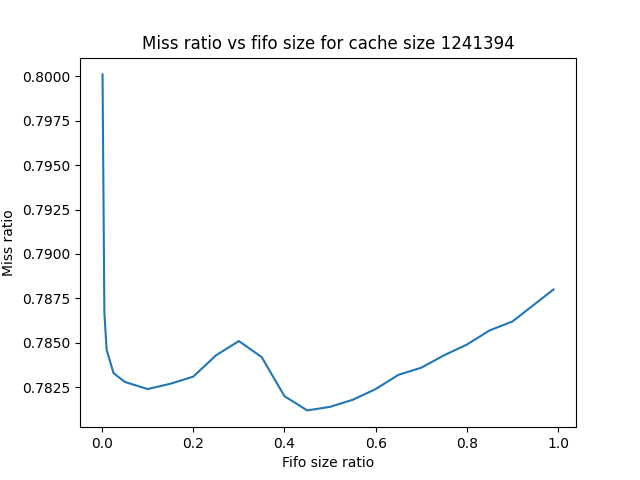 Miss ratio vs fifo size for cache size 1241394
0.8000
0.7975
0.7950
0.7925
0.7900
0.7875
0.7850
0.7825
Miss ratio
0.0 0.2 0.4 0.6 0.8 1.0
Fifo size ratio